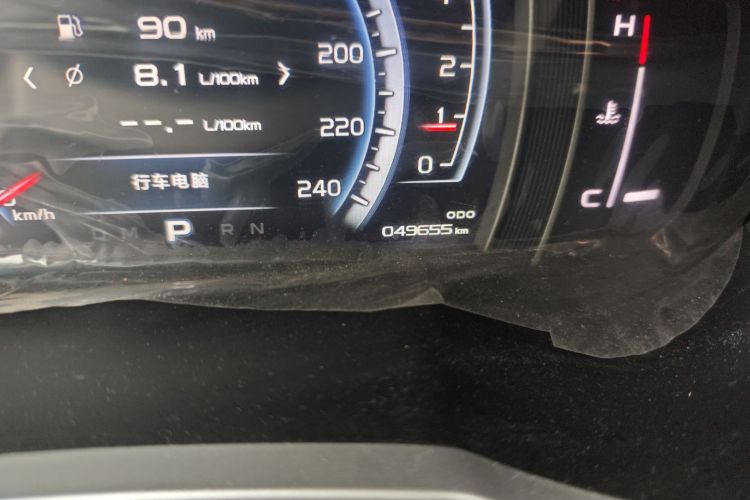 90 km
8.1 L/100km
--.- L/100km
行车电脑
km/h
200
220
240
2
1
0
D M P R N
ODO
049655 km
H
C